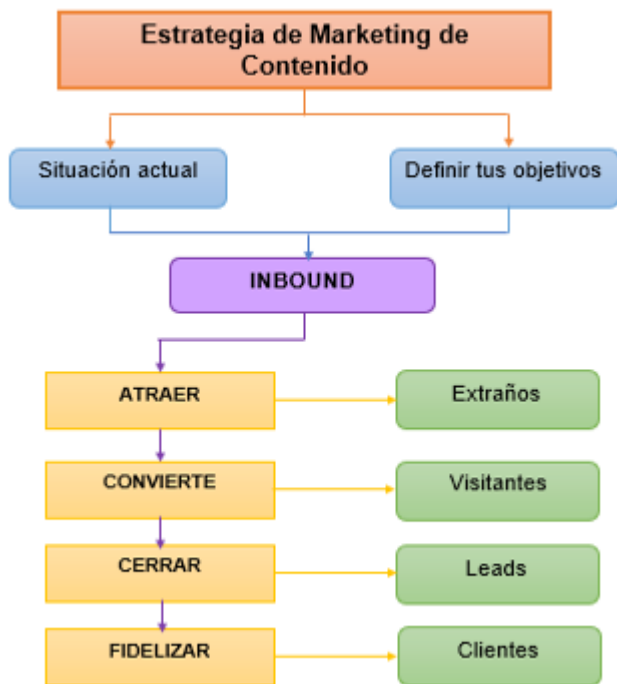 Estrategia de Marketing de
Contenido
Situación actual
Definir tus objetivos
INBOUND
ATRAER
Extraños
CONVIERTE
Visitantes
CERRAR
Leads
FIDELIZAR
Clientes